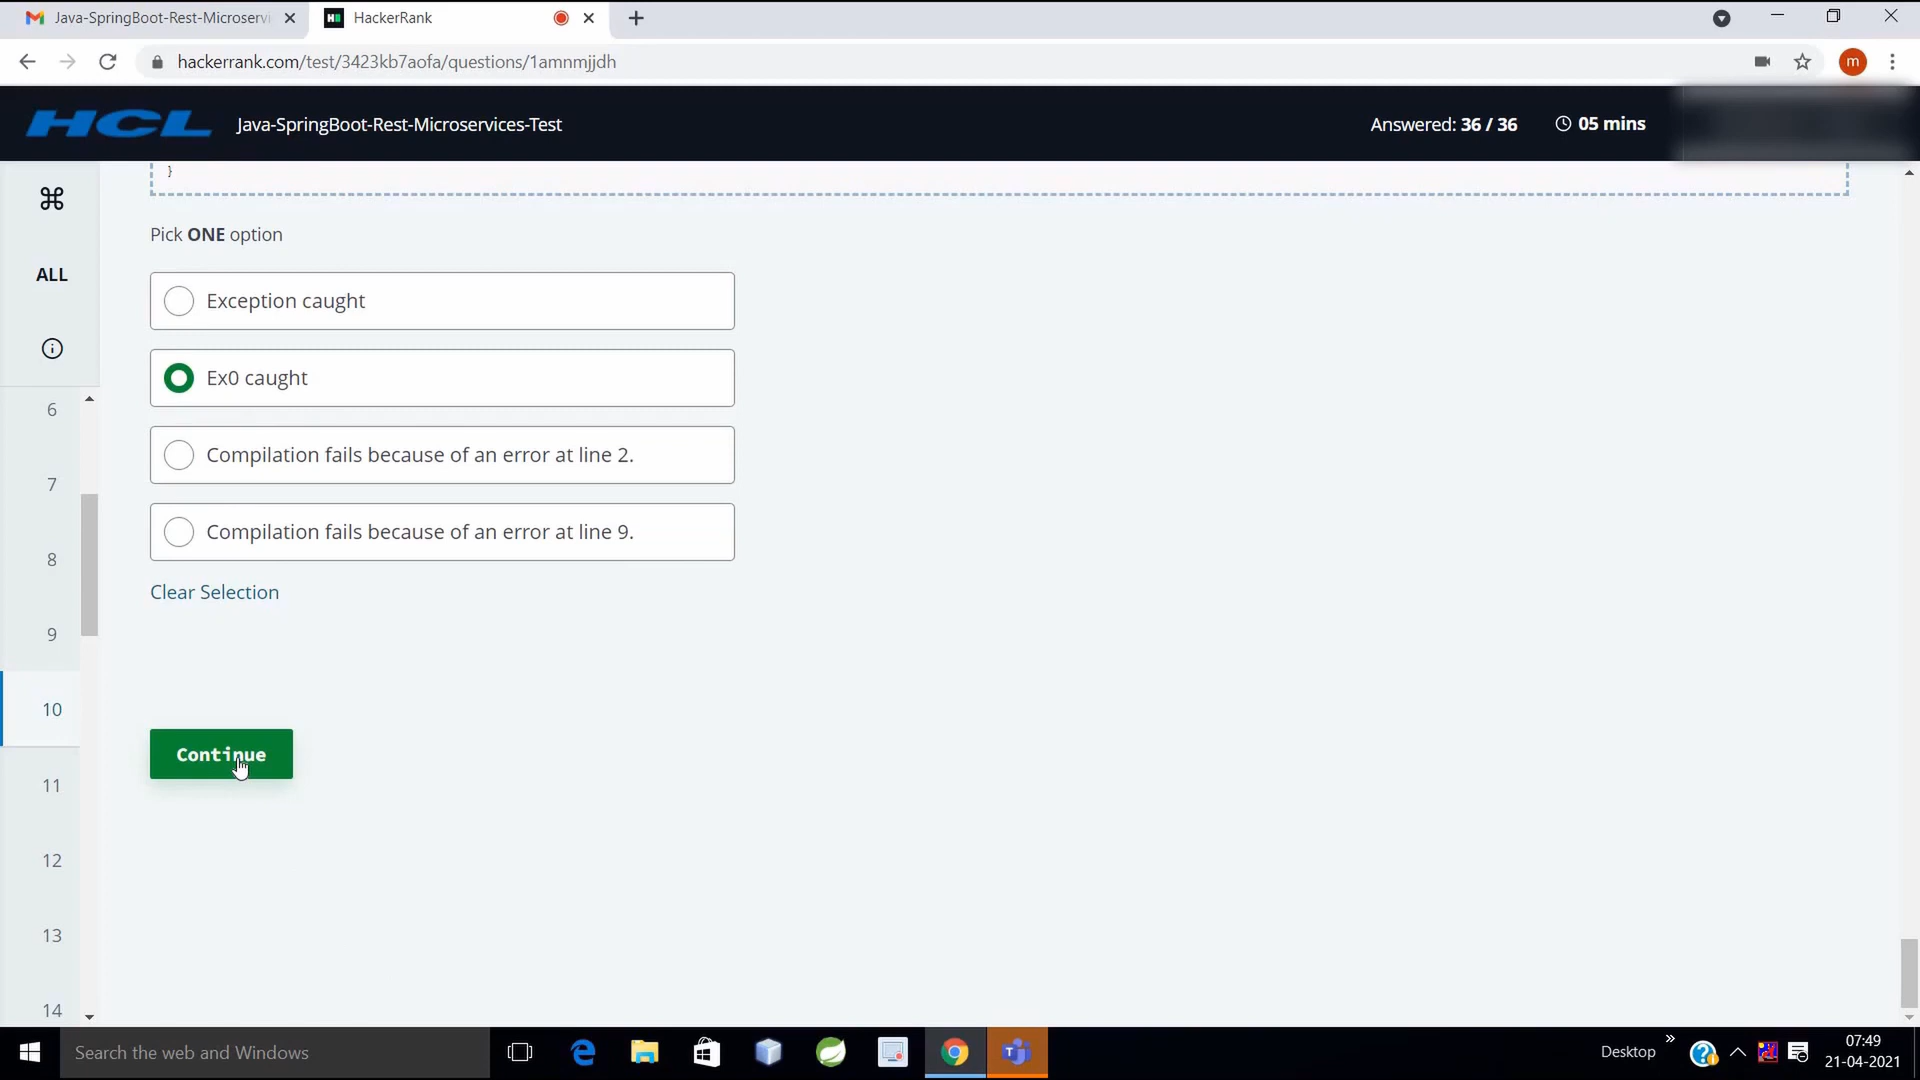 Java-SpringBoot-Rest-Microserv
HackerRank
hackerrank.com/test/3423kb7aofa/questions/1amnmjjdh
m
HCL
Java-SpringBoot-Rest-Microservices-Test
Answered: 36 / 36
05 mins
}
Pick ONE option
ALL
Exception caught
Ex0 caught
Compilation fails because of an error at line 2.
Compilation fails because of an error at line 9.
Clear Selection
6
7
8
9
10
11
12
13
14
Continue
Search the web and Windows
Desktop
07:49
21-04-2021